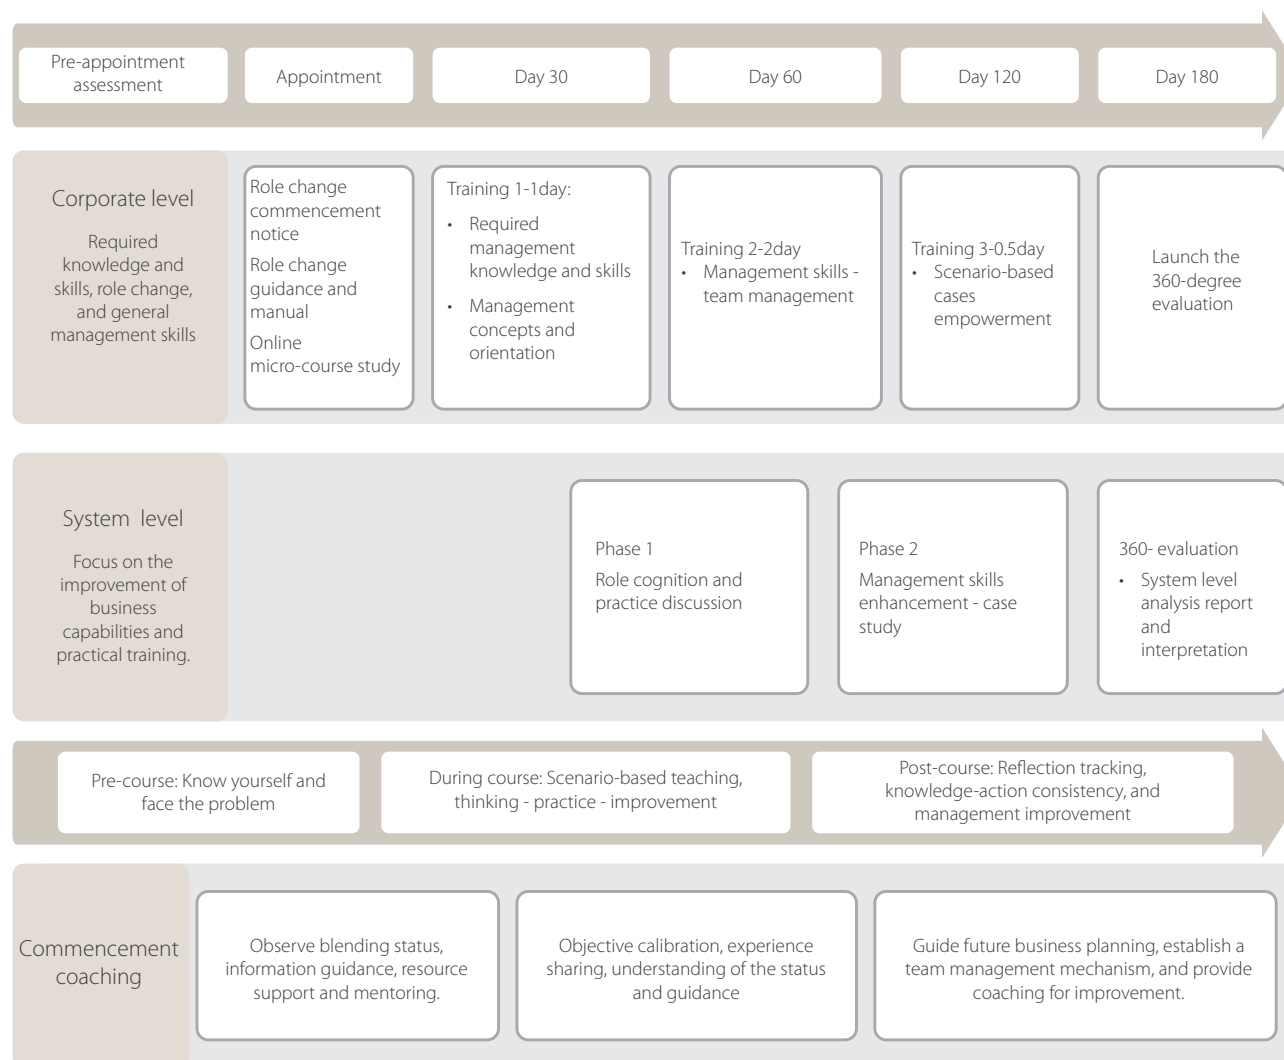 Pre-appointment
assessment
Appointment
Day 30
Day 60
Day 120
Day 180
Corporate level
Required
knowledge and
skills, role change,
and general
management skills
Role change
commencement
notice
Role change
guidance and
manual
Online
micro-course study
Training 1-1day:
• Required
management
knowledge and skills
• Management
concepts and
orientation
Training 2-2day
• Management skills -
team management
Training 3-0.5day
• Scenario-based
cases
empowerment
Launch the
360-degree
evaluation
System level
Focus on the
improvement of
business
capabilities and
practical training.
Phase 1
Role cognition and
practice discussion
Phase 2
Management skills
enhancement - case
study
360- evaluation
• System level
analysis report
and
interpretation
Pre-course: Know yourself and
face the problem
During course: Scenario-based teaching,
thinking - practice - improvement
Post-course: Reflection tracking,
knowledge-action consistency, and
management improvement
Commencement
coaching
Observe blending status,
information guidance, resource
support and mentoring.
Objective calibration, experience
sharing, understanding of the status
and guidance
Guide future business planning, establish a
team management mechanism, and provide
coaching for improvement.